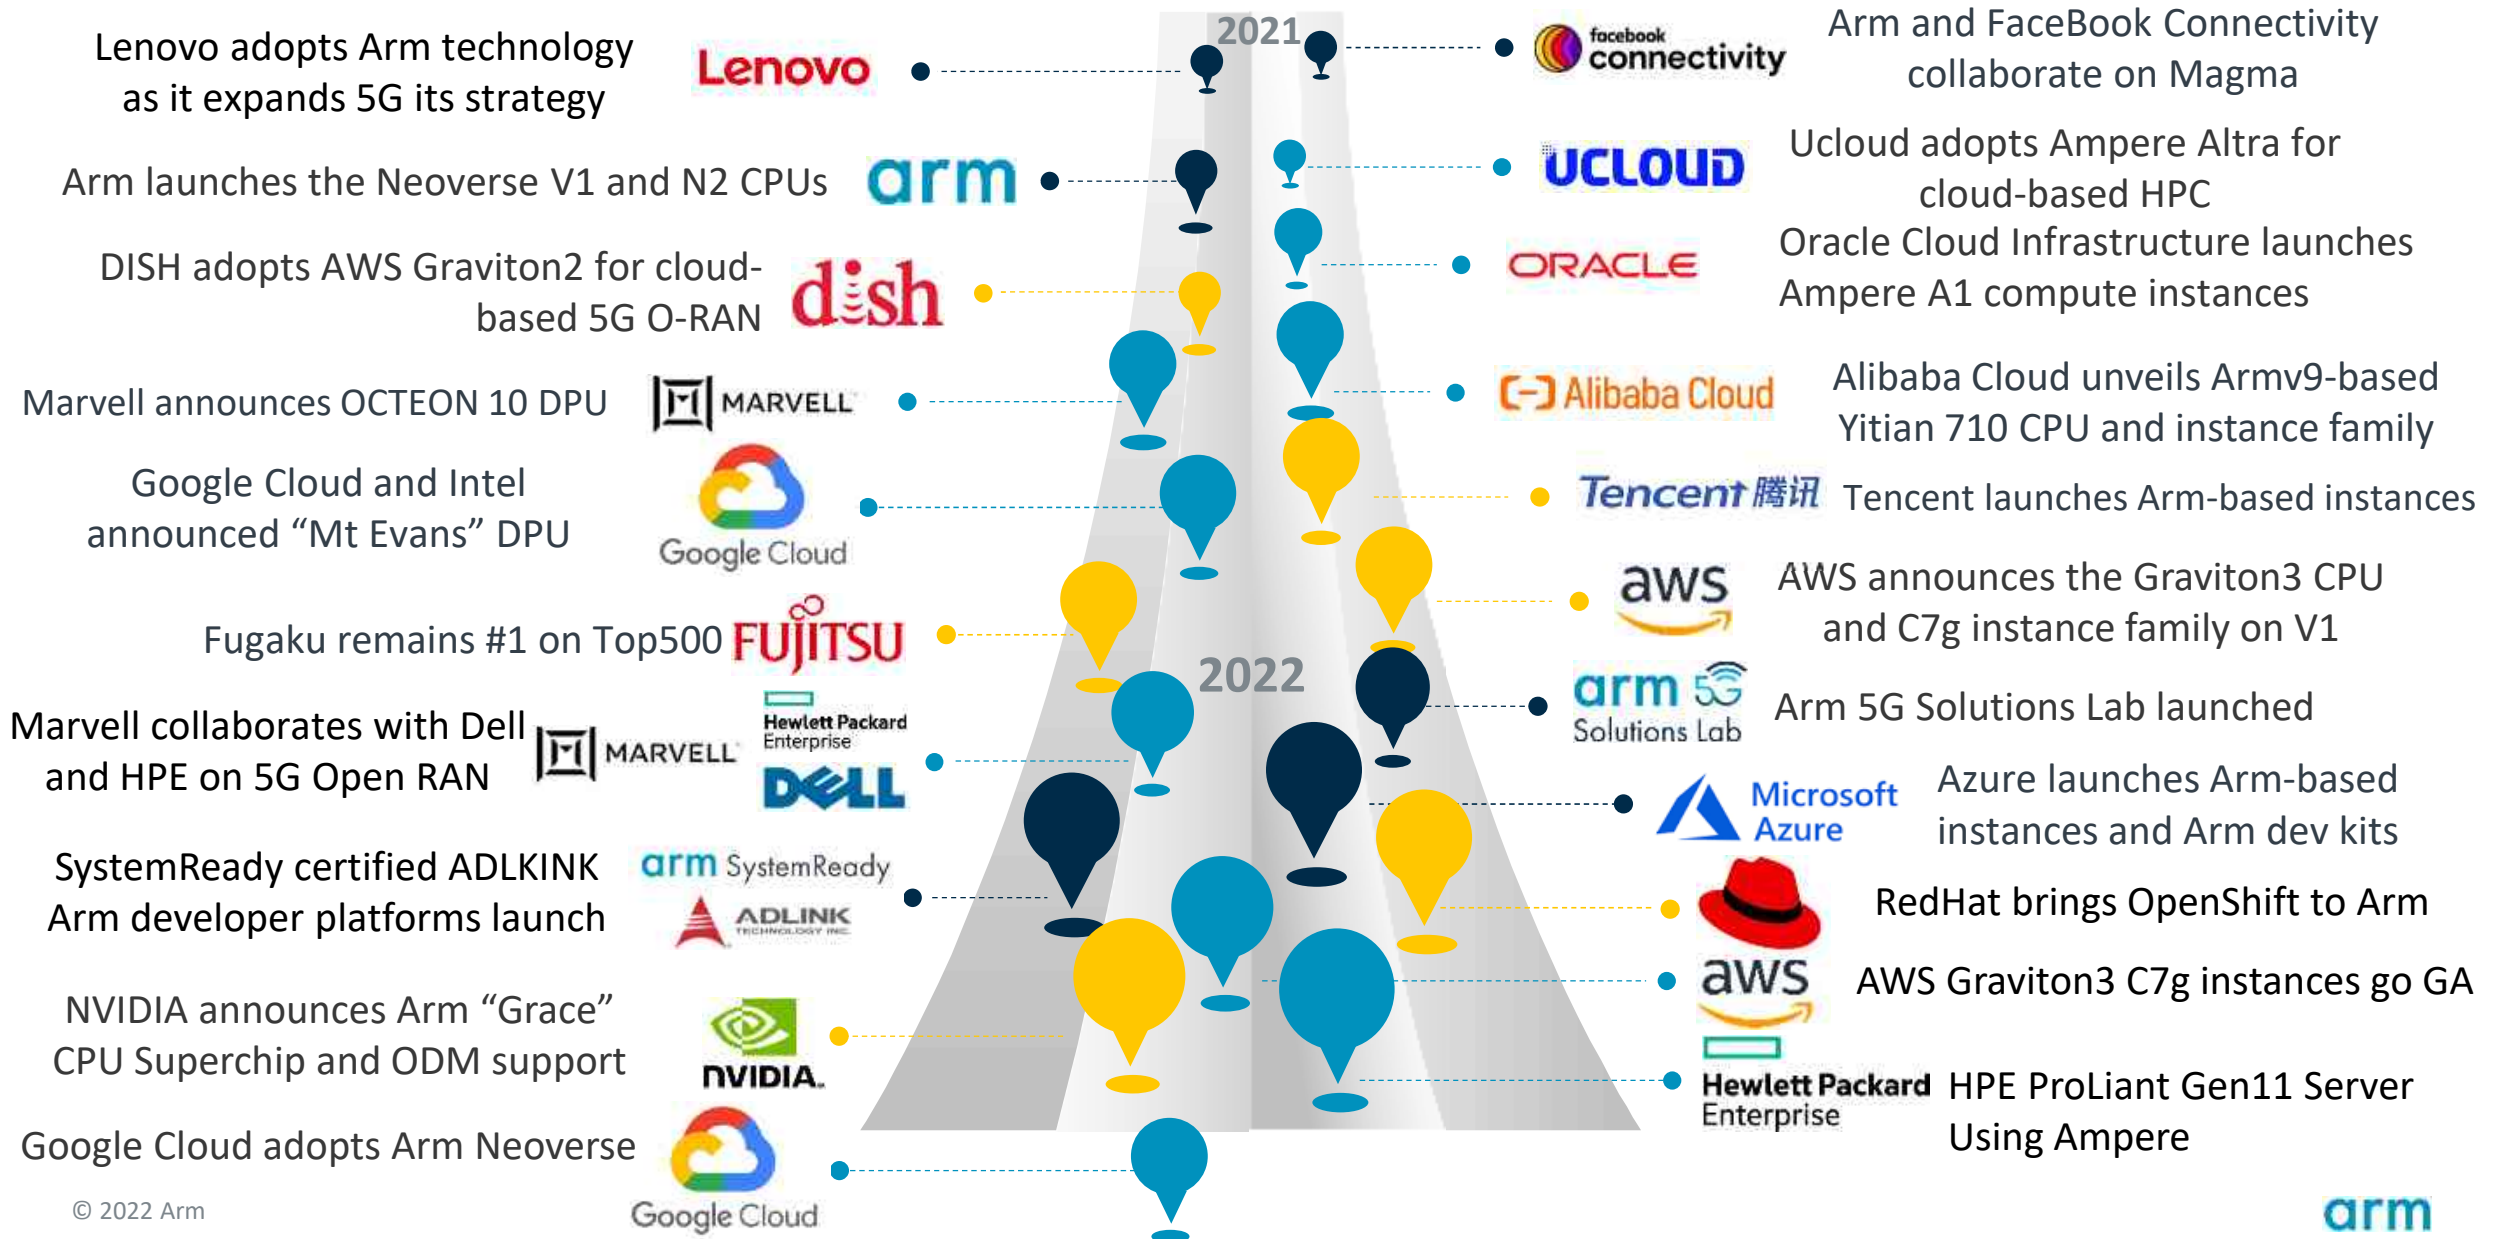 2021
Lenovo adopts Arm technology
as it expands 5G its strategy
Lenovo
facebook
connectivity
Arm and FaceBook Connectivity
collaborate on Magma
Arm launches the Neoverse V1 and N2 CPUs
arm
UCLOUD
Ucloud adopts Ampere Altra for
cloud-based HPC
DISH adopts AWS Graviton2 for cloud-
based 5G O-RAN
dish
ORACLE
Oracle Cloud Infrastructure launches
Ampere A1 compute instances
Marvell announces OCTEON 10 DPU
MARVELL
Alibaba Cloud
Alibaba Cloud unveils Armv9-based
Yitian 710 CPU and instance family
Google Cloud and Intel
announced “Mt Evans” DPU
Google Cloud
Tencent 腾讯
Tencent launches Arm-based instances
Fugaku remains #1 on Top500
FUJITSU
aws
AWS announces the Graviton3 CPU
and C7g instance family on V1
2022
Marvell collaborates with Dell
and HPE on 5G Open RAN
MARVELL
Hewlett Packard
Enterprise
DELL
arm 5G
Solutions Lab
Arm 5G Solutions Lab launched
Microsoft
Azure
Azure launches Arm-based
instances and Arm dev kits
SystemReady certified ADLKINK
Arm developer platforms launch
arm SystemReady
ADLINK
TECHNOLOGY INC.
RedHat brings OpenShift to Arm
aws
AWS Graviton3 C7g instances go GA
NVIDIA announces Arm “Grace”
CPU Superchip and ODM support
NVIDIA.
Hewlett Packard
Enterprise
HPE ProLiant Gen11 Server
Using Ampere
Google Cloud adopts Arm Neoverse
Google Cloud
© 2022 Arm
arm